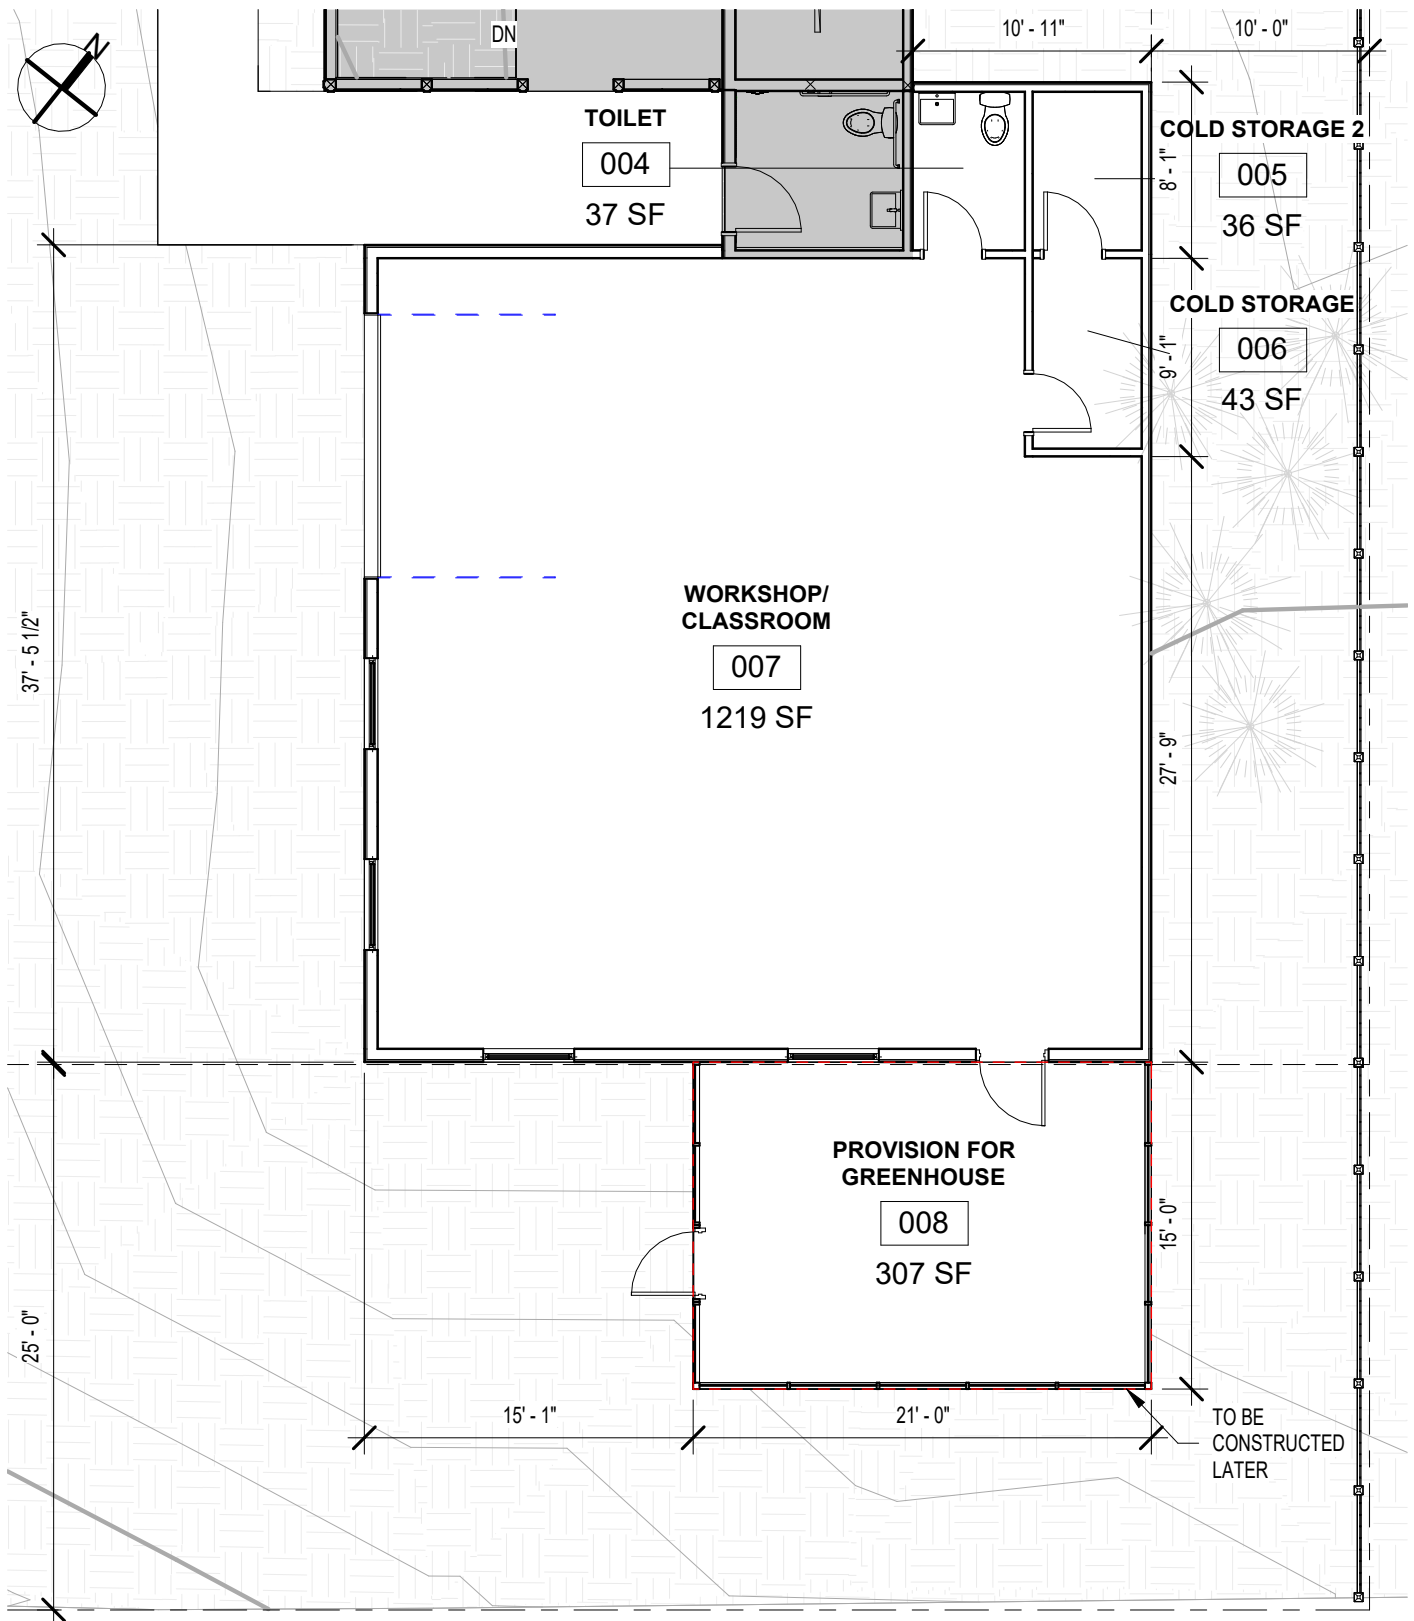 DN
10' - 11"
10' - 0"
N
TOILET
004
37 SF
COLD STORAGE 2
005
36 SF
8' - 1"
COLD STORAGE
006
43 SF
9' - 1"
WORKSHOP/
CLASSROOM
007
1219 SF
37' - 5 1/2"
27' - 9"
PROVISION FOR
GREENHOUSE
008
307 SF
15' - 0"
25' - 0"
15' - 1"
21' - 0"
TO BE
CONSTRUCTED
LATER